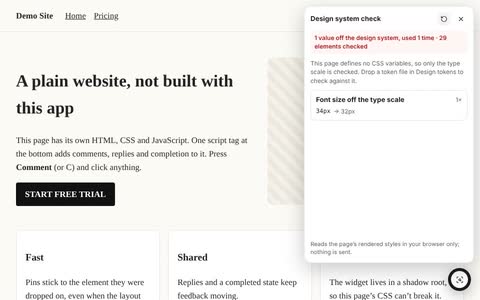 Demo Site Home Pricing
A plain website, not built with
this app
This page has its own HTML, CSS and JavaScript. One script tag at
the bottom adds comments, replies and completion to it. Press
Comment (or C) and click anything.
START FREE TRIAL
Fast
Pins stick to the element they were
dropped on, even when the layout
Shared
Replies and a completed state keep
feedback moving.
The widget lives in a shadow root,
so this page's CSS can't break it.
Design system check
1 value off the design system, used 1 time · 29
elements checked
This page defines no CSS variables, so only the type
scale is checked. Drop a token file in Design tokens to
check against it.
Font size off the type scale 1×
34px → 32px
Reads the page's rendered styles in your browser only;
nothing is sent.